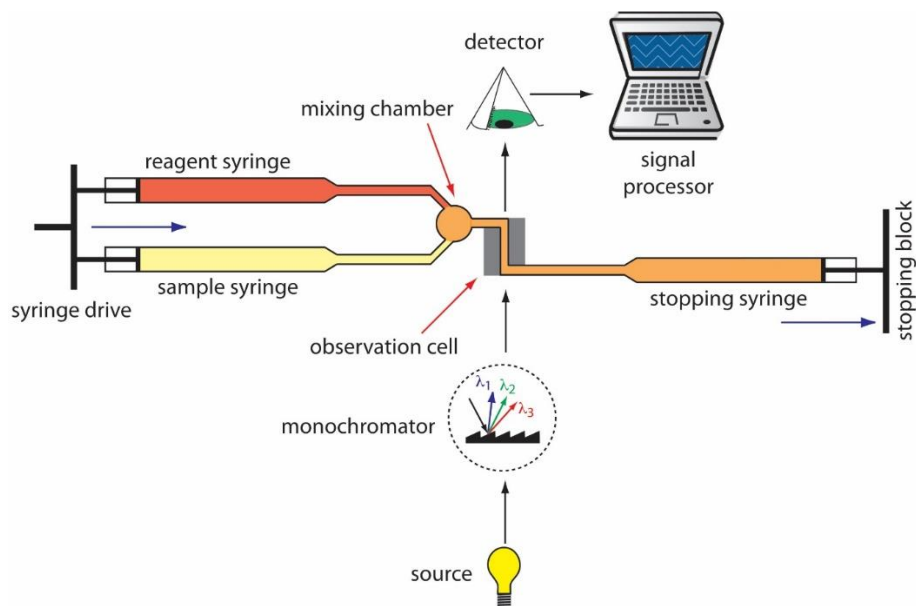 detector
mixing chamber
reagent syringe
signal
processor
sample syringe
syringe drive
stopping syringe
stopping block
observation cell
λ1
λ2
λ3
monochromator
source